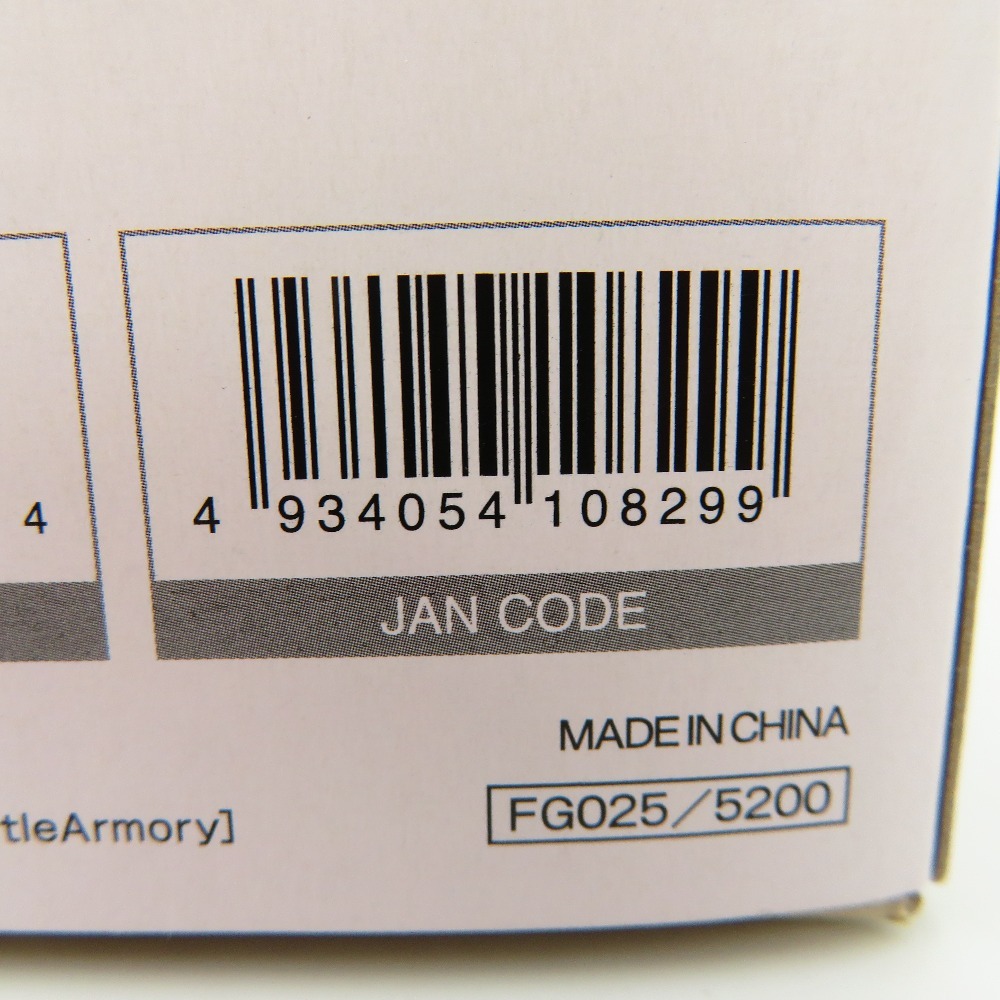 4
4 934054 108299
JAN CODE
MADE IN CHINA
FG025/5200
tleArmory]